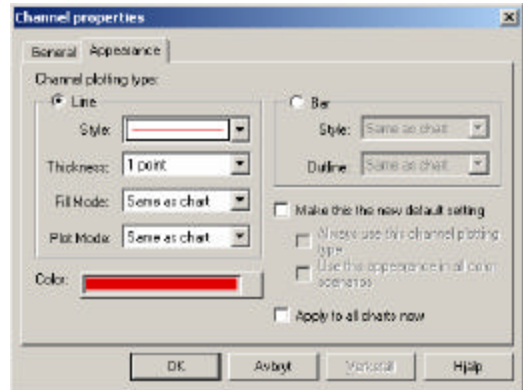 Channel properties
General Appearance
Channel plotting type:
Line
Style:
Thickness: 1 point
Fill Mode: Same as chart
Plot Mode: Same as chart
Color:
Bar
Style: Same as chart
Outline: Same as chart
Make this the new default setting
Always use this channel plotting
type
Use this appearance in all color
scenarios
Apply to all charts now
OK Avbryt Verkställ Hjälp